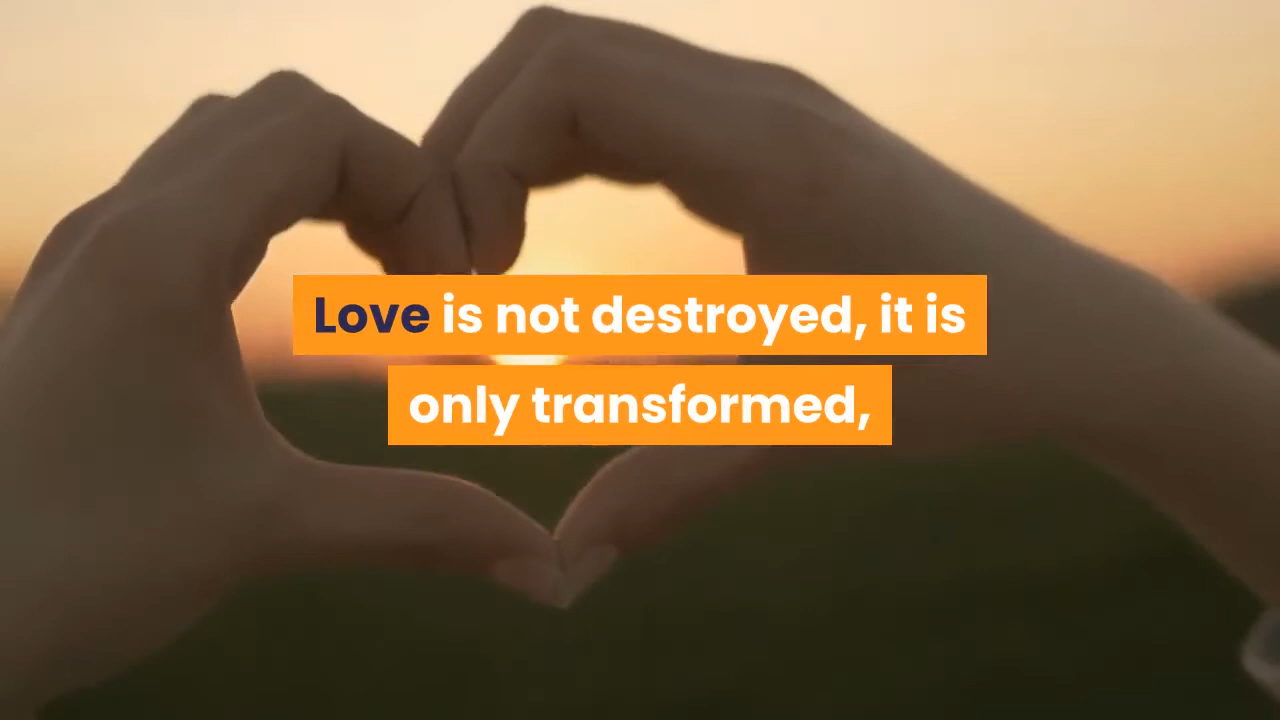 Love is not destroyed, it is
only transformed,